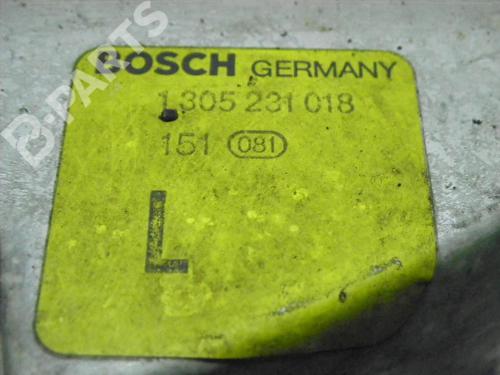 B-PARTS
BOSCH GERMANY
1 305 231 018
151 081
L